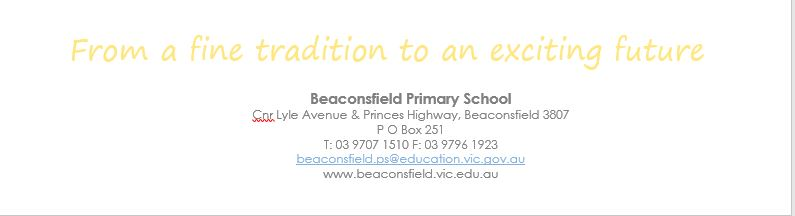 From a fine tradition to an exciting future
Beaconsfield Primary School
Cnr Lyle Avenue & Princes Highway, Beaconsfield 3807
P O Box 251
T: 03 9707 1510 F: 03 9796 1923
beaconsfield.ps@education.vic.gov.au
www.beaconsfield.vic.edu.au